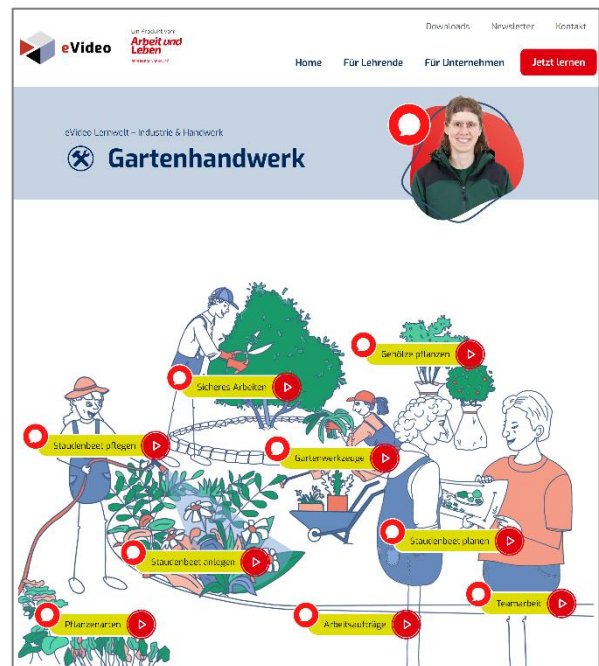 Downloads Newsletter Kontakt
eVideo
Ein Produkt von:
Arbeit und
Leben
Home Für Lehrende Für Unternehmen Jetzt lernen
eVideo Lernwelt – Industrie & Handwerk
Gartenhandwerk
Gehölze pflanzen
Sicheres Arbeiten
Staudenbeet pflegen
Gartenwerkzeuge
Staudenbeet planen
Staudenbeet anlegen
Teamarbeit
Pflanzenarten
Arbeitsaufträge